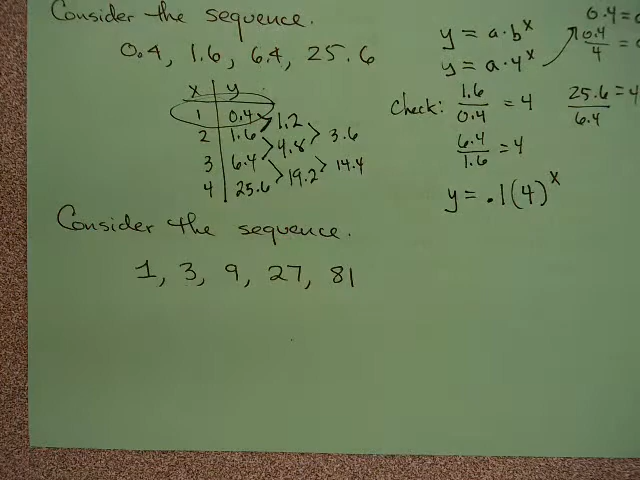 Consider the sequence.
0.4, 1.6, 6.4, 25.6
x y
1 0.4
2 1.6
3 6.4
4 25.6
1.2
4.8
19.2
3.6
14.4
y = a · b^x
y = a · 4^x
0.4 =
0.4/4 =
Check: 1.6/0.4 = 4 25.6/6.4 = 4
6.4/1.6 = 4
y = .1(4)^x
Consider the sequence.
1, 3, 9, 27, 81